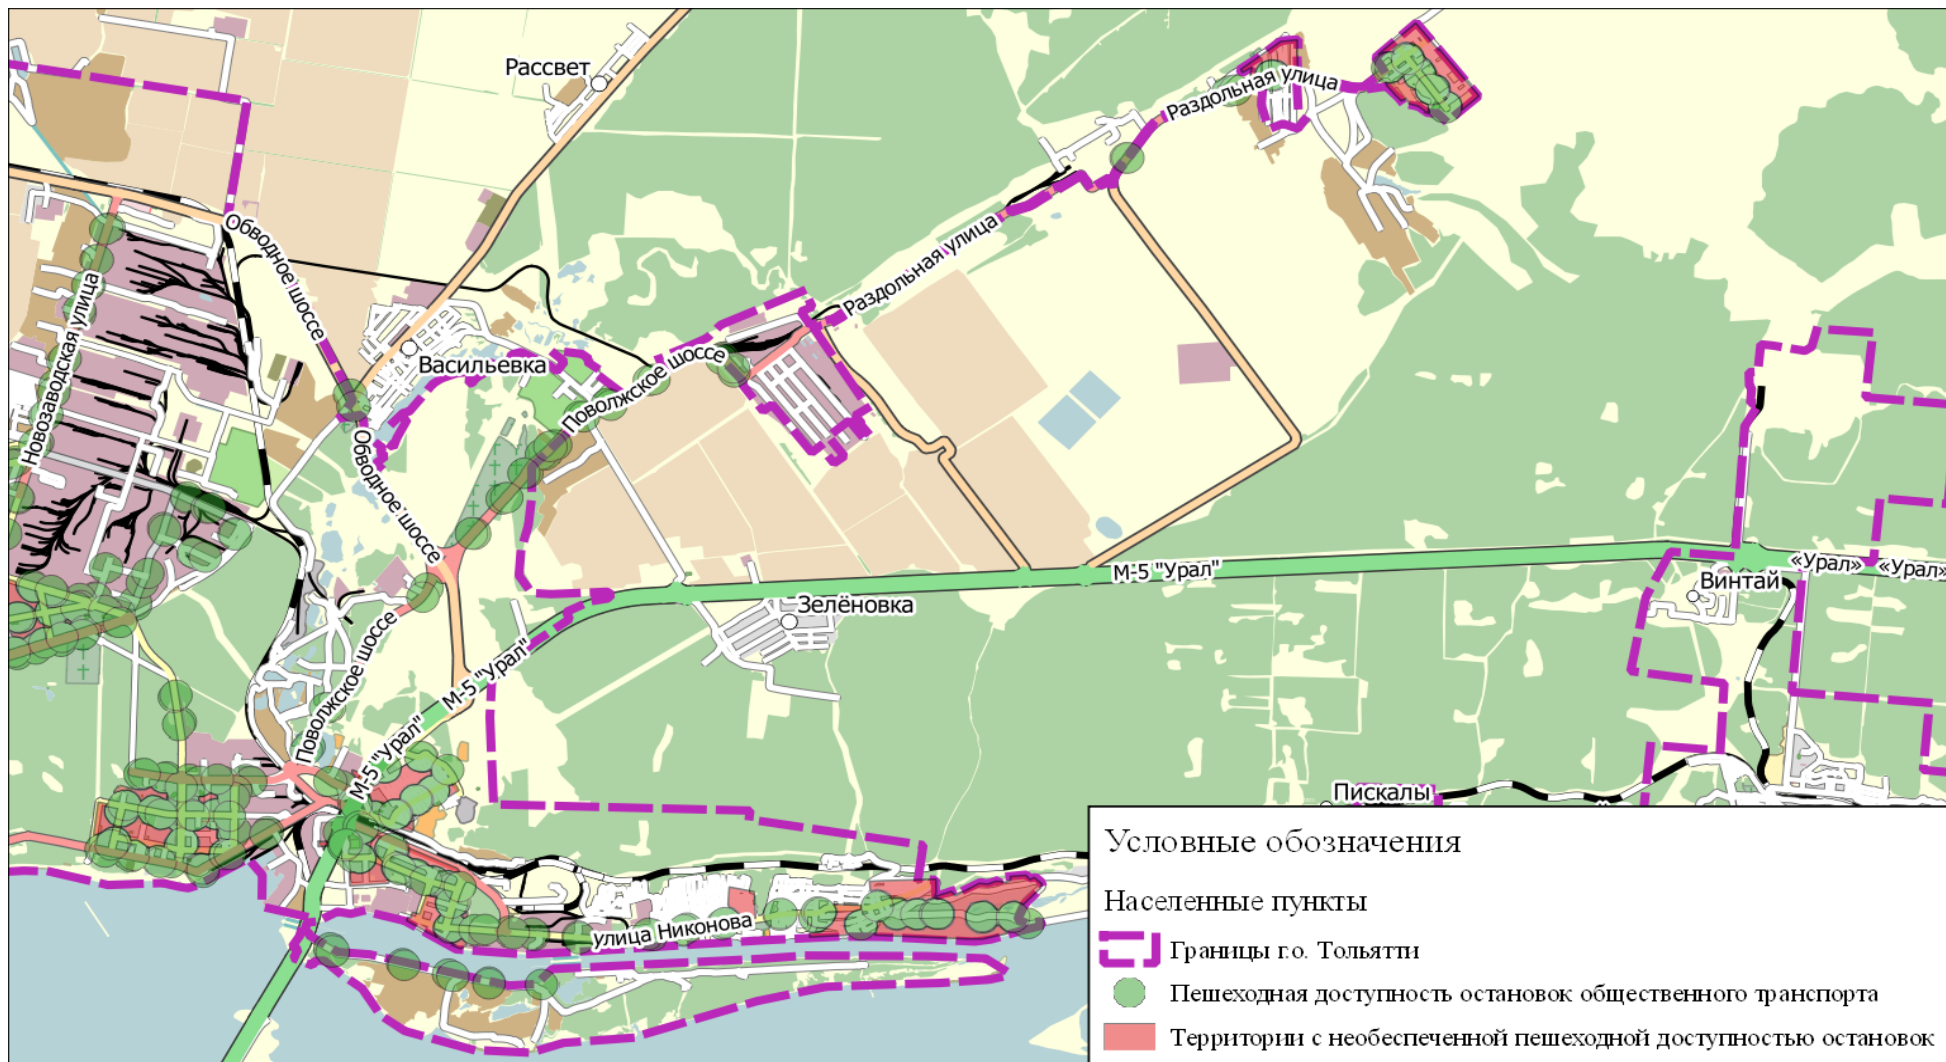 Рассвет
Раздольная улица
Обводное шоссе
Раздольная улица
Новозаводская улица
Васильевка
Поволжское шоссе
Обводное шоссе
М-5 "Урал"
«Урал»
«Урал»
Винтай
Зелёновка
Поволжское шоссе
М-5 "Урал"
М-5 "Урал"
Пискалы
улица Никонова
Условные обозначения
Населенные пункты
Границы г.о. Тольятти
Пешеходная доступность остановок общественного транспорта
Территории с необеспеченной пешеходной доступностью остановок